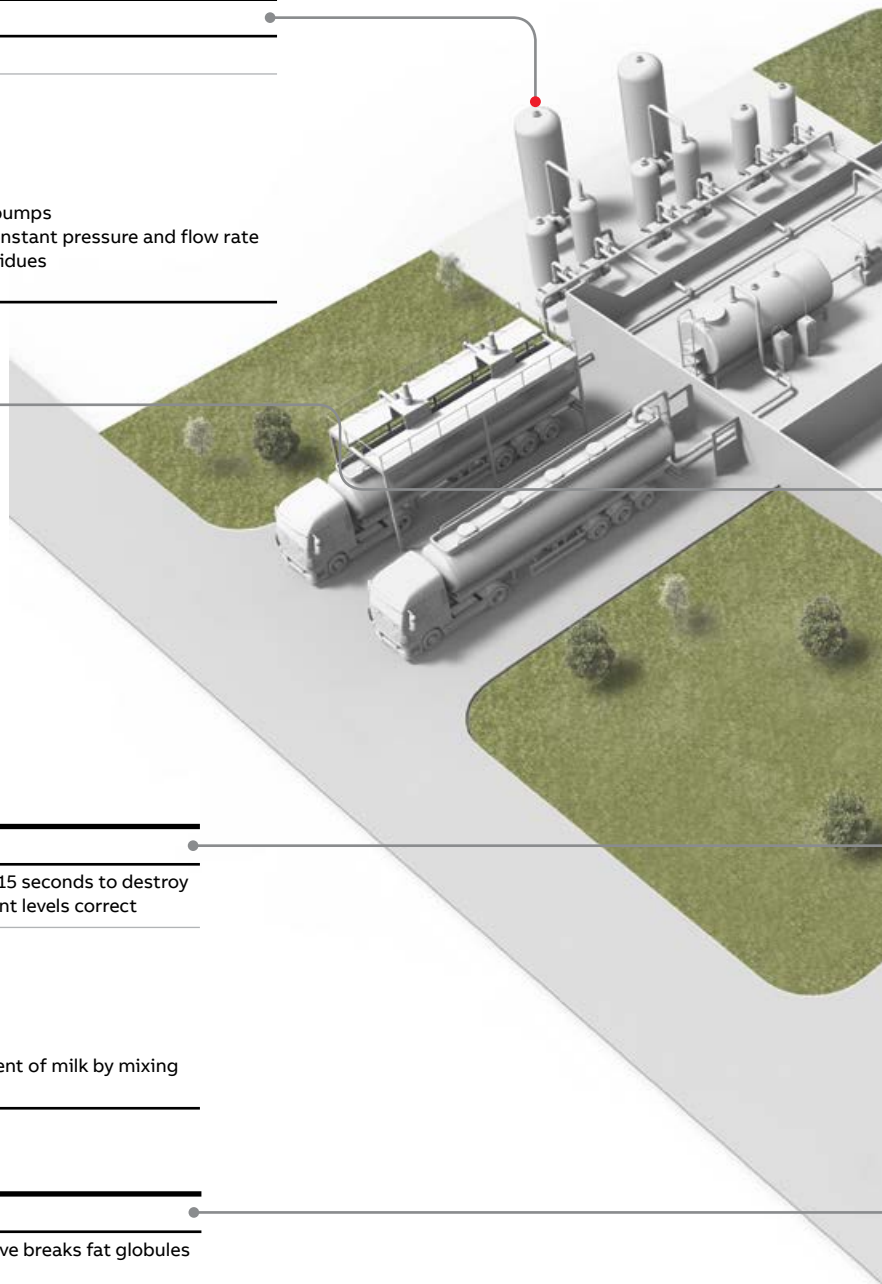 pumps
nstant pressure and flow rate
idues
15 seconds to destroy
nt levels correct
ent of milk by mixing
ve breaks fat globules